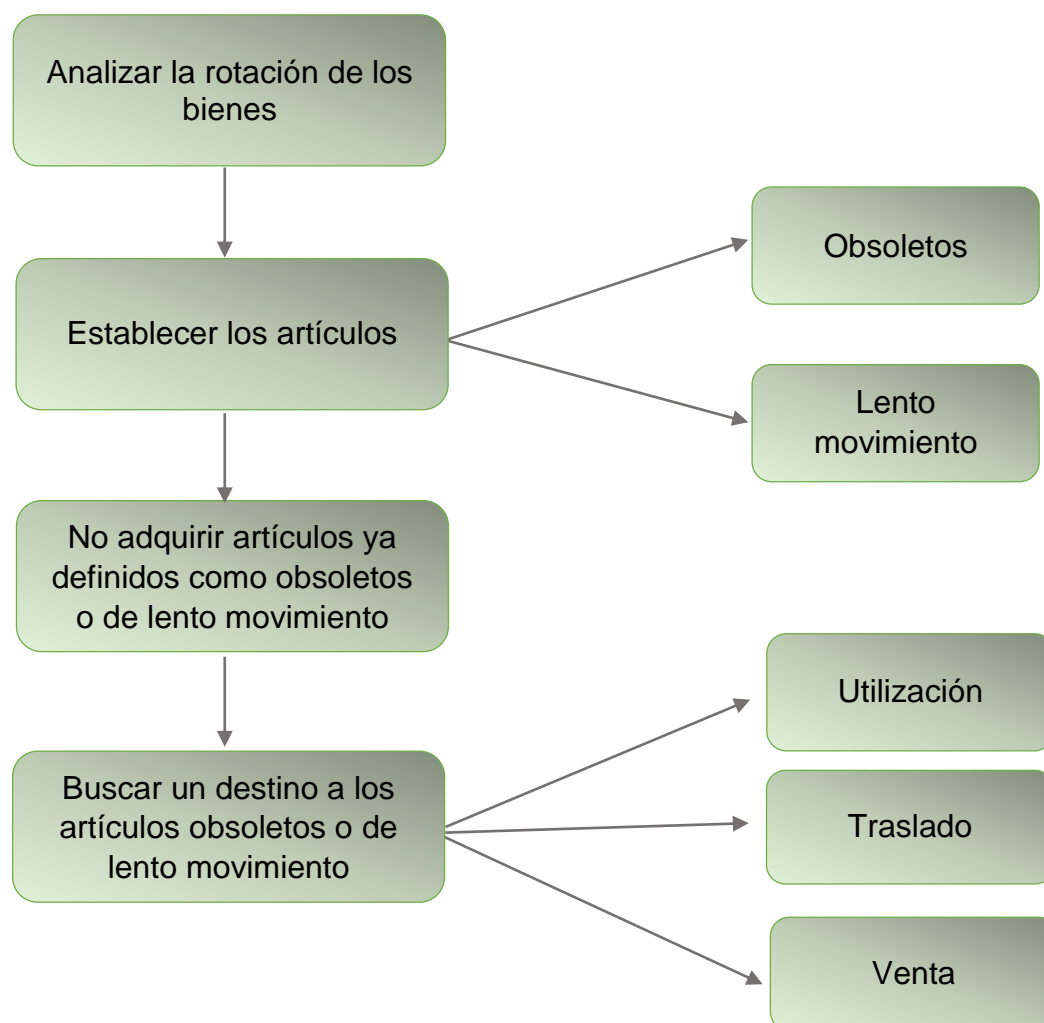 Analizar la rotación de los
bienes
Establecer los artículos
Obsoletos
Lento
movimiento
No adquirir artículos ya
definidos como obsoletos
o de lento movimiento
Buscar un destino a los
artículos obsoletos o de
lento movimiento
Utilización
Traslado
Venta